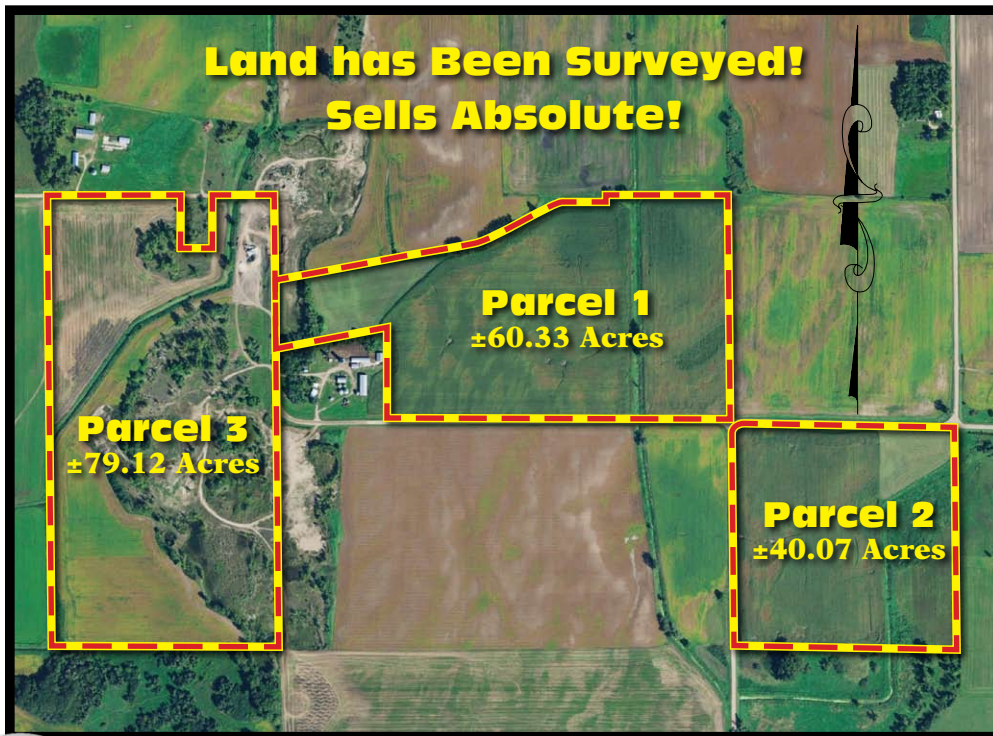 Land has Been Surveyed!
Sells Absolute!
Parcel 1
±60.33 Acres
Parcel 3
±79.12 Acres
Parcel 2
±40.07 Acres